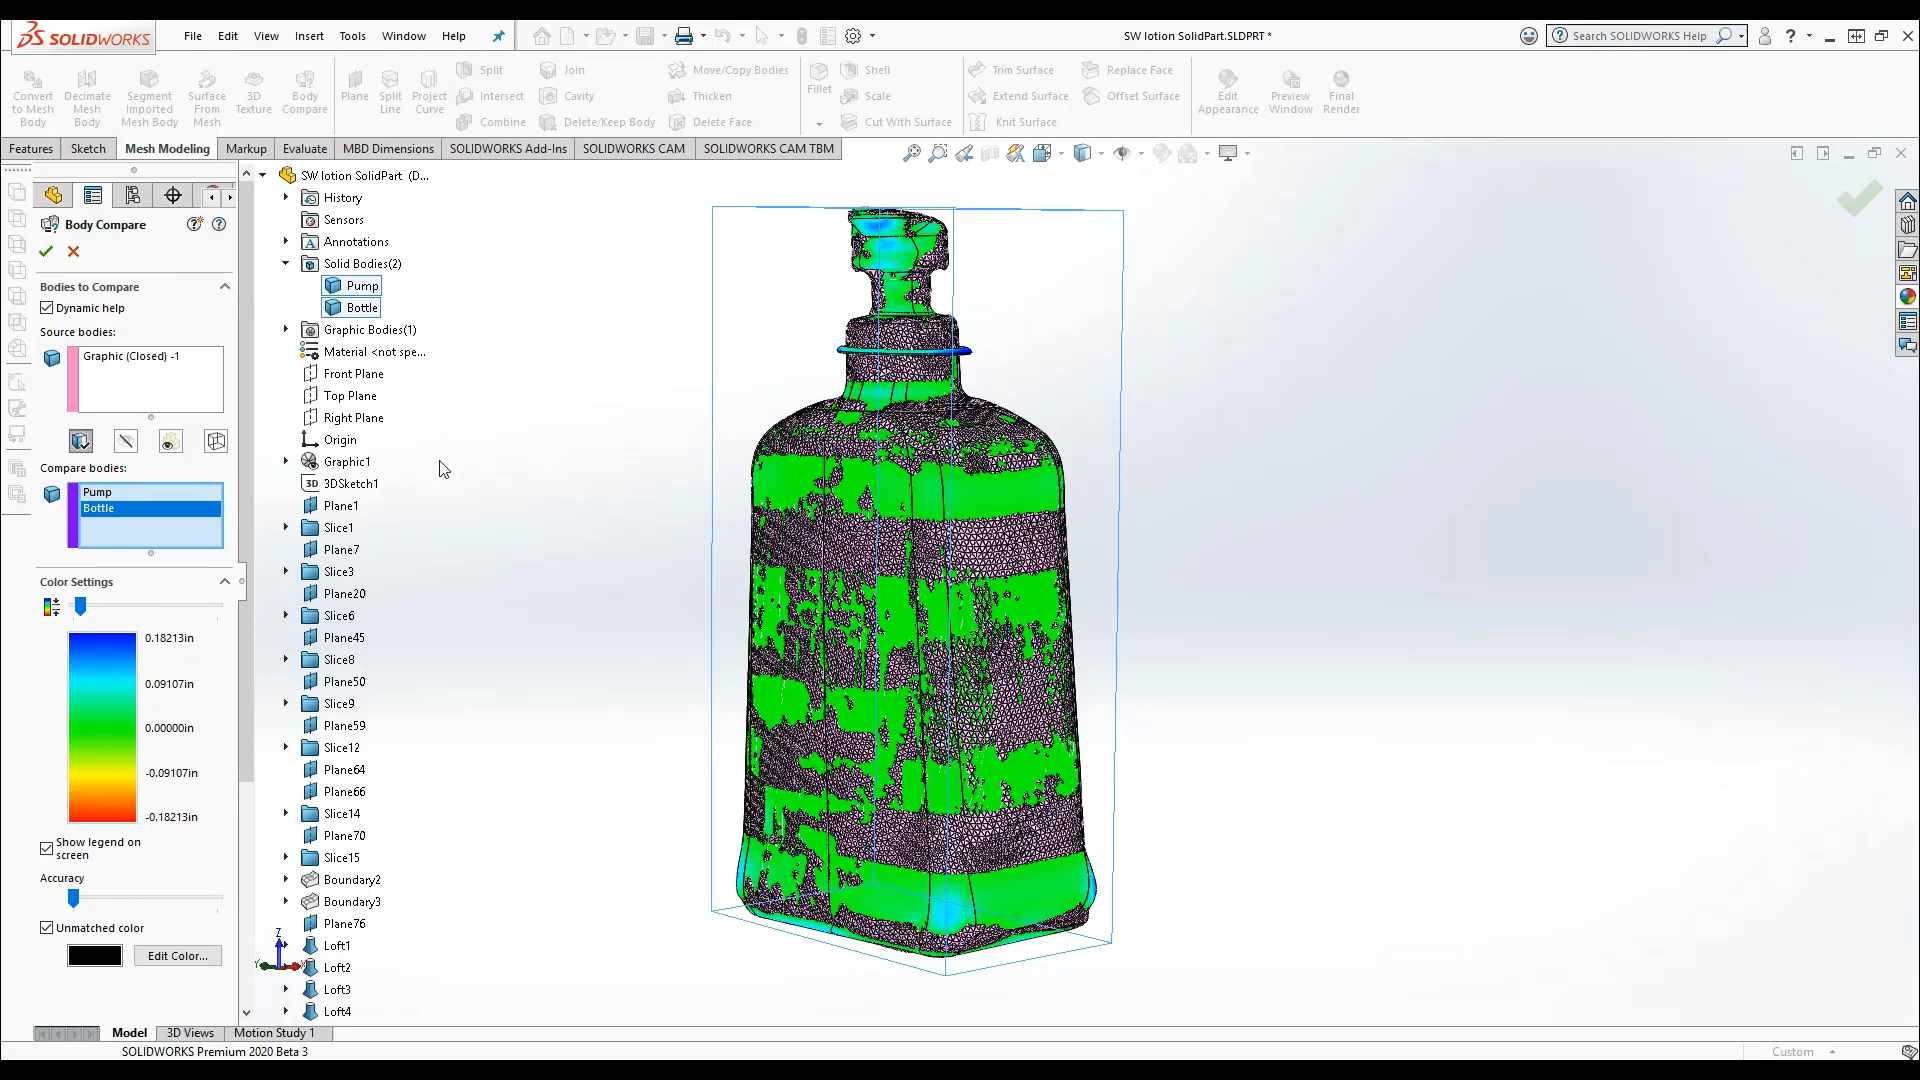 SOLIDWORKS
File Edit View Insert Tools Window Help
SW lotion SolidPart.SLDPRT *
Search SOLIDWORKS Help
Convert to Mesh Body
Decimate Mesh Body
Segment Imported Mesh Body
Surface From Mesh
3D Texture
Body Compare
Plane
Split Line
Project Curve
Split
Intersect
Combine
Join
Cavity
Delete/Keep Body
Move/Copy Bodies
Thicken
Delete Face
Fillet
Shell
Scale
Cut With Surface
Trim Surface
Extend Surface
Knit Surface
Replace Face
Offset Surface
Edit Appearance
Preview Window
Final Render
Features Sketch Mesh Modeling Markup Evaluate MBD Dimensions SOLIDWORKS Add-Ins SOLIDWORKS CAM SOLIDWORKS CAM TBM
Body Compare
Bodies to Compare
Dynamic help
Source bodies:
Graphic (Closed) -1
Compare bodies:
Pump
Bottle
Color Settings
0.18213in
0.09107in
0.00000in
-0.09107in
-0.18213in
Show legend on
screen
Accuracy
Unmatched color
Edit Color...
SW lotion SolidPart (D...
History
Sensors
Annotations
Solid Bodies(2)
Pump
Bottle
Graphic Bodies(1)
Material <not spe...
Front Plane
Top Plane
Right Plane
Origin
Graphic1
3D 3DSketch1
Plane1
Slice1
Plane7
Slice3
Plane20
Slice6
Plane45
Slice8
Plane50
Slice9
Plane59
Slice12
Plane64
Plane66
Slice14
Plane70
Slice15
Boundary2
Boundary3
Plane76
Loft1
Loft2
Loft3
Loft4
Z
Y
Model 3D Views Motion Study 1
SOLIDWORKS Premium 2020 Beta 3
Custom